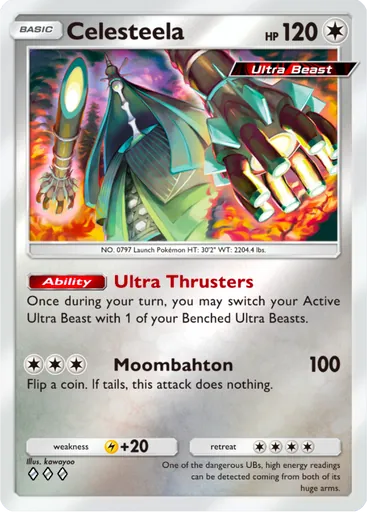 BASIC Celesteela HP 120
Ultra Beast
NO. 0797 Launch Pokémon HT: 30'2" WT: 2204.4 lbs.
Ability Ultra Thrusters
Once during your turn, you may switch your Active
Ultra Beast with 1 of your Benched Ultra Beasts.
Moombahton 100
Flip a coin. If tails, this attack does nothing.
weakness +20 retreat
Illus. kawayoo
One of the dangerous UBs, high energy readings
can be detected coming from both of its
huge arms.